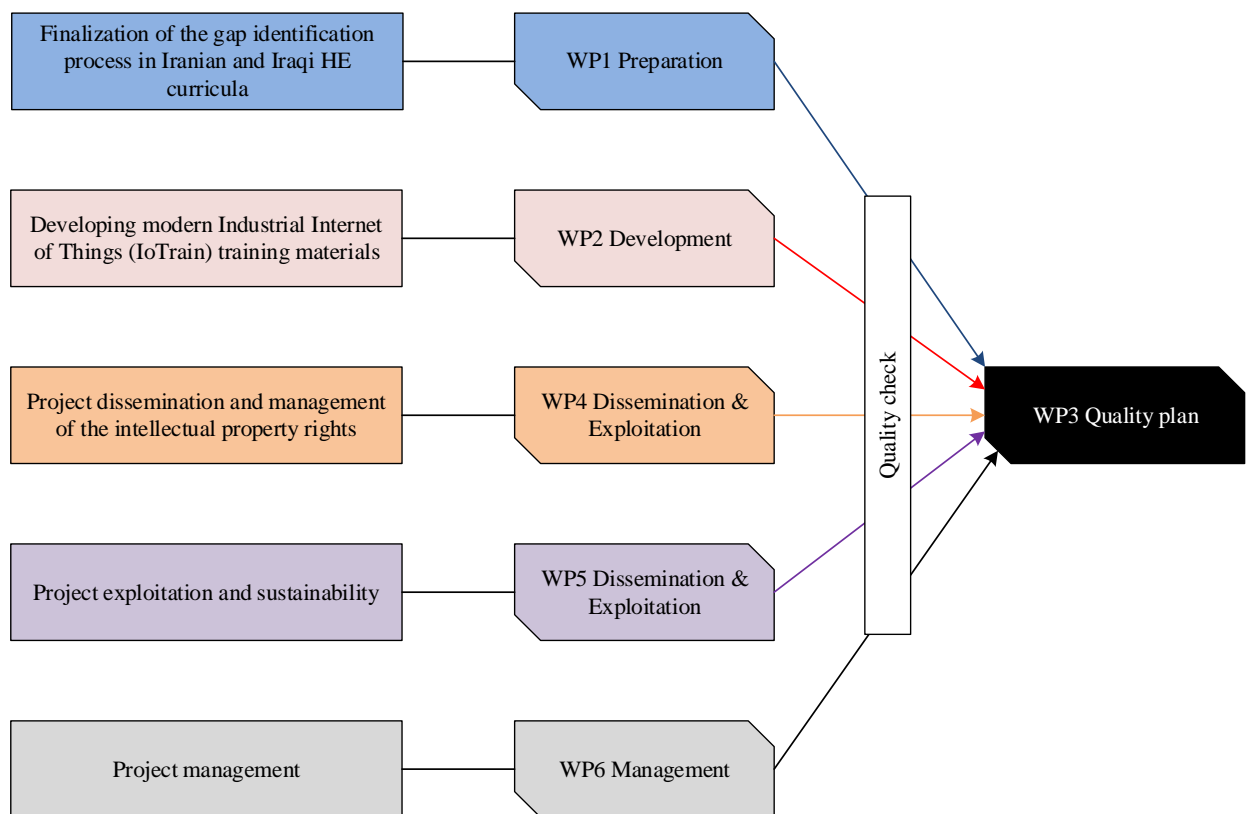 Finalization of the gap identification
process in Iranian and Iraqi HE
curricula
WP1 Preparation
Developing modern Industrial Internet
of Things (IoTrain) training materials
WP2 Development
Project dissemination and management
of the intellectual property rights
WP4 Dissemination &
Exploitation
Quality check
WP3 Quality plan
Project exploitation and sustainability
WP5 Dissemination &
Exploitation
Project management
WP6 Management